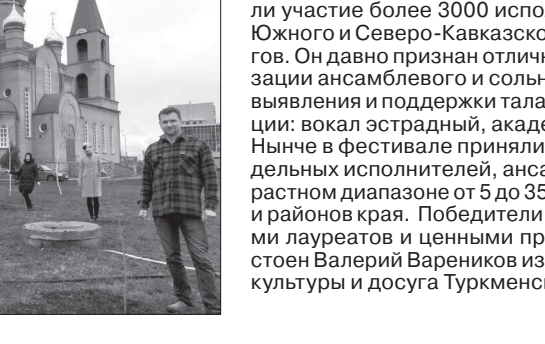 ли участие более 3000 испо
Южного и Северо-Кавказско
гов. Он давно признан отличн
зации ансамблевого и сольн
выявления и поддержки тала
ции: вокал эстрадный, акаде
Нынче в фестивале приняли
дельных исполнителей, анса
растном диапазоне от 5 до 35
и районов края. Победители
ми лауреатов и ценными пр
стоен Валерий Вареников из
культуры и досуга Туркменс